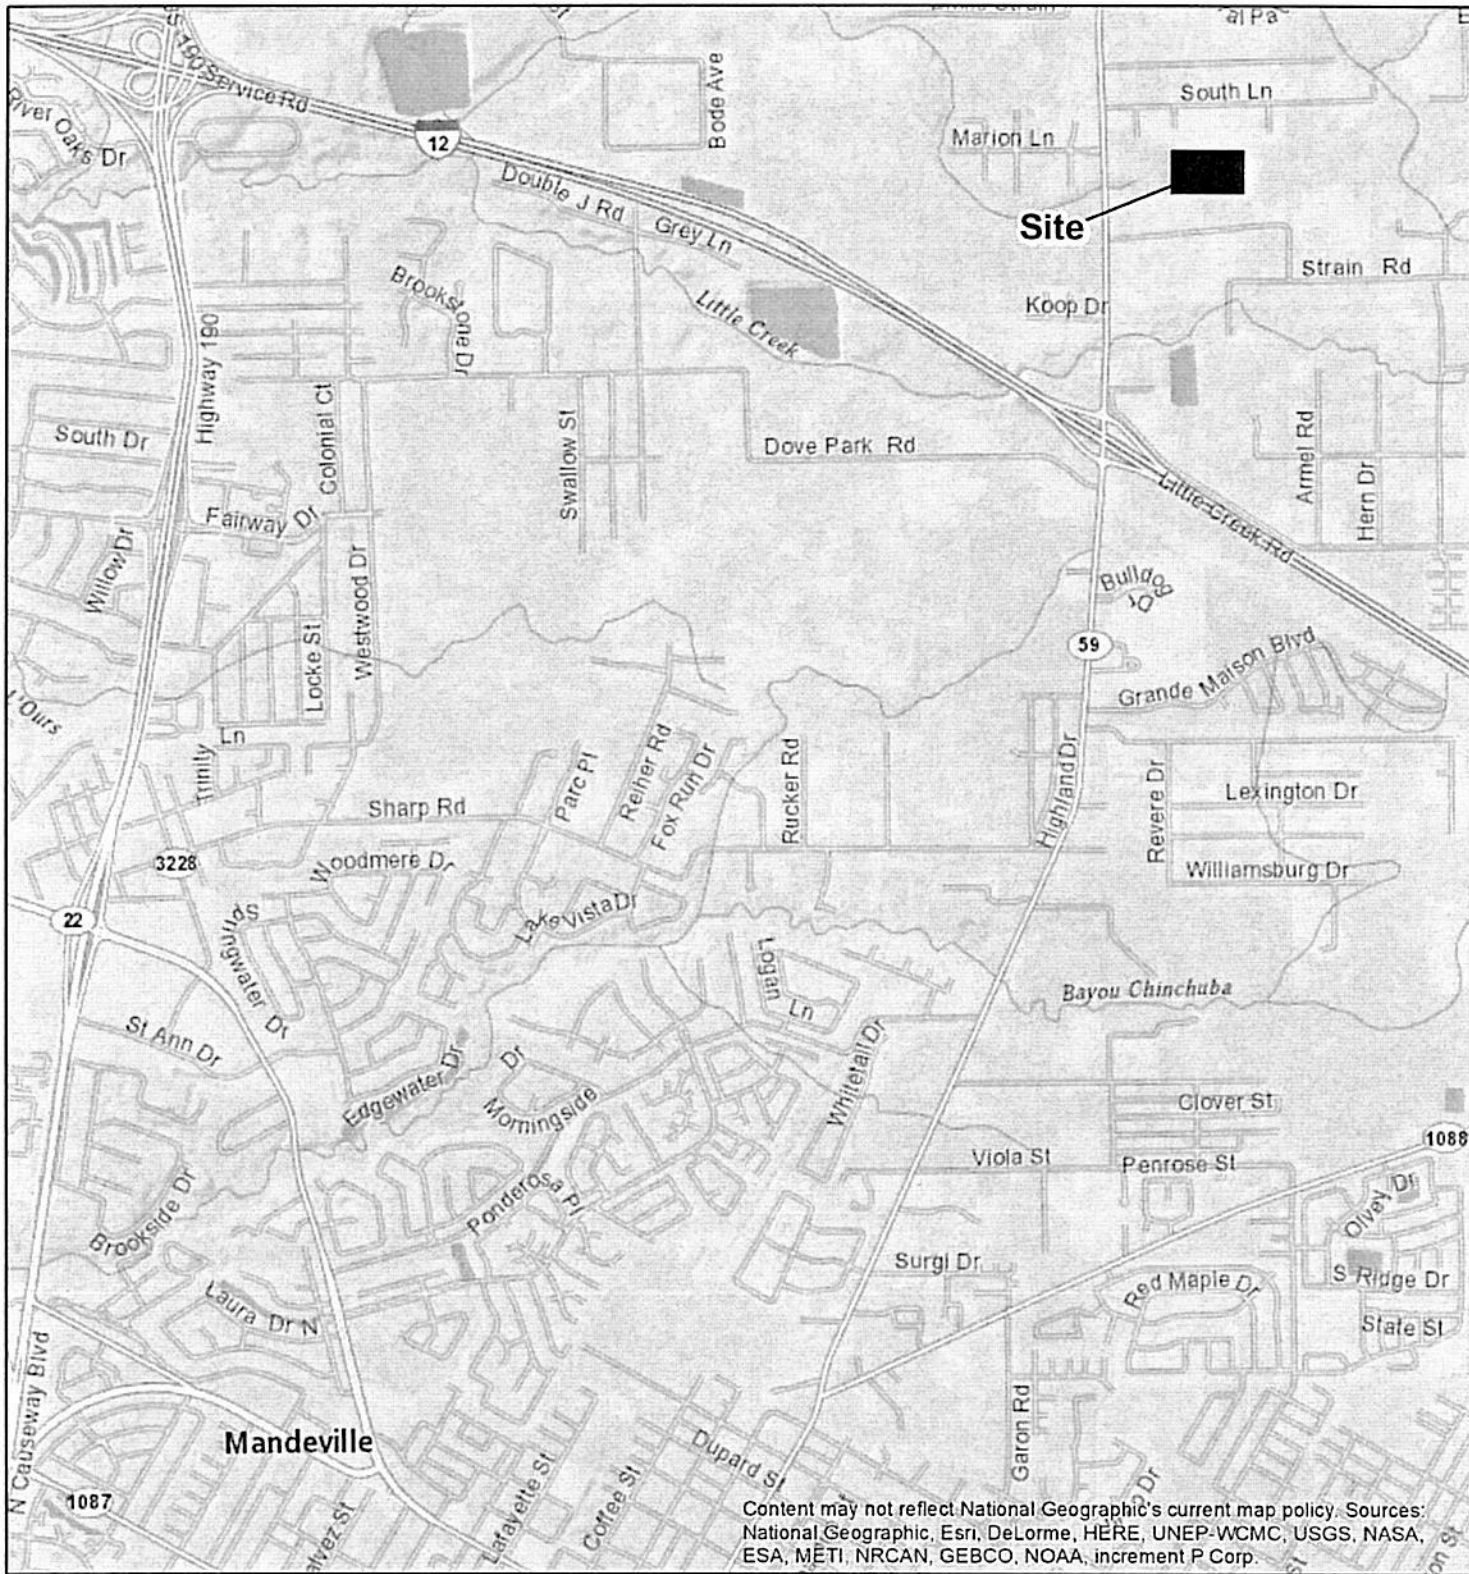 190 Service Rd
South Ln
River Oaks Dr
12
Bode Ave
Marion Ln
Double J Rd
Grey Ln
Site
Strain Rd
Brookstone Dr
Little Creek
Koop Dr
Highway 190
Colonial Ct
South Dr
Swallow St
Dove Park Rd
Armel Rd
Hern Dr
Little Creek Rd
Fairway Dr
Willow Dr
Westwood Dr
Bulldog Dr
59
Locke St
Grande Maison Blvd
L'Ours
Trinity Ln
Parc Pl
Reiher Rd
Fox Run Dr
Rucker Rd
Highland Dr
Revere Dr
Lexington Dr
Sharp Rd
3228
Woodmere Dr
Williamsburg Dr
22
Springwater Dr
Lake Vista Dr
Logan Ln
Bayou Chinchuba
St Ann Dr
Whitetail Dr
Edgewater Dr
Morningside Dr
Clover St
1088
Viola St
Penrose St
Brookside Dr
Ponderosa Pl
Olvey Dr
Surgi Dr
Red Maple Dr
S Ridge Dr
Laura Dr N
State St
N Causeway Blvd
Garon Rd
Mandeville
Dupard St
1087
Lafayette St
Coffee St
Content may not reflect National Geographic's current map policy. Sources:
National Geographic, Esri, DeLorme, HERE, UNEP-WCMC, USGS, NASA,
ESA, METI, NRCAN, GEBCO, NOAA, increment P Corp.